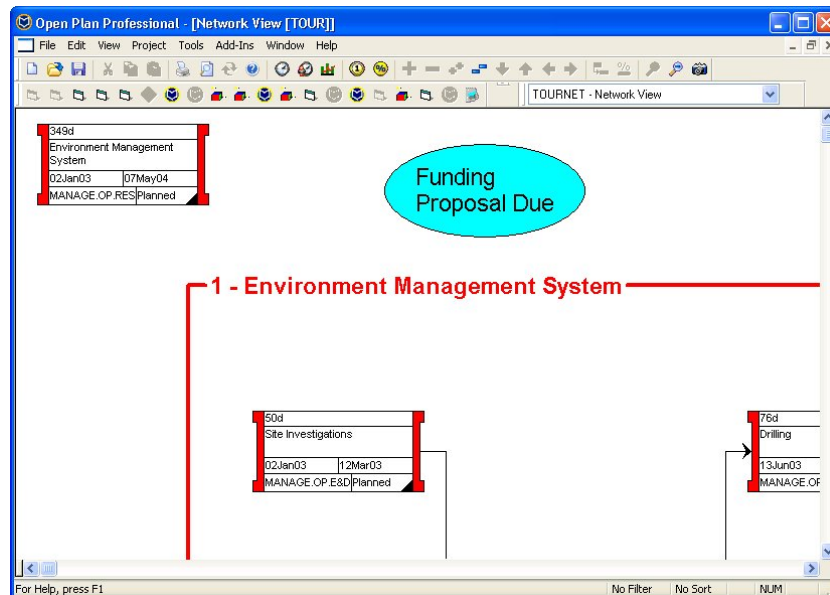 Open Plan Professional - [Network View [TOUR]]
File Edit View Project Tools Add-Ins Window Help
TOURNET - Network View
349d
Environment Management
System
02Jan03 07May04
MANAGE.OP.RES Planned
Funding
Proposal Due
1 - Environment Management System
50d
Site Investigations
02Jan03 12Mar03
MANAGE.OP.E&D Planned
76d
Drilling
13Jun03
MANAGE.OP
For Help, press F1
No Filter No Sort NUM